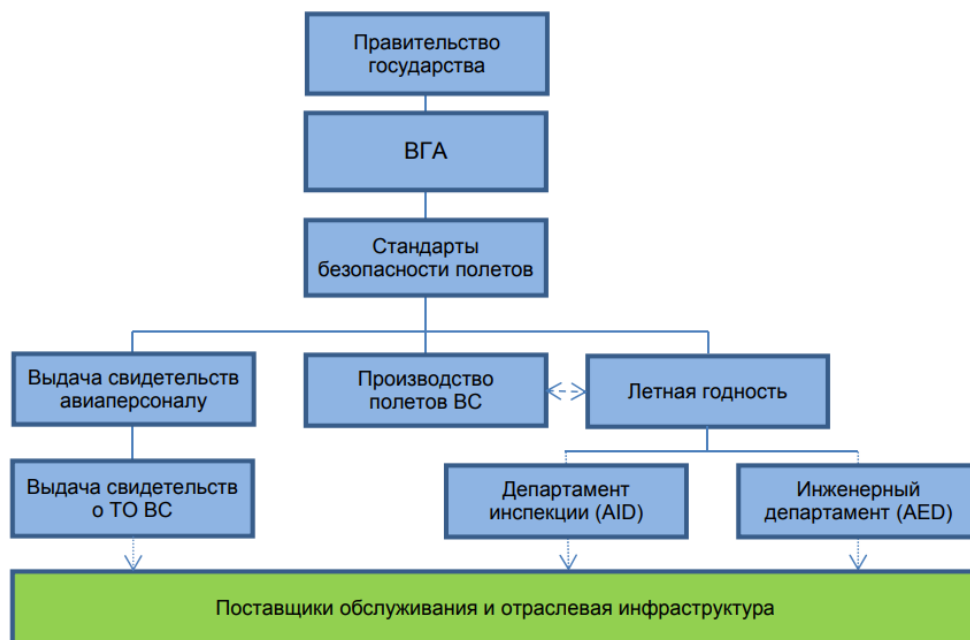 Правительство
государства
ВГА
Стандарты
безопасности полетов
Выдача свидетельств
авиаперсоналу
Производство
полетов ВС
Летная годность
Выдача свидетельств
о ТО ВС
Департамент
инспекции (AID)
Инженерный
департамент (AED)
Поставщики обслуживания и отраслевая инфраструктура